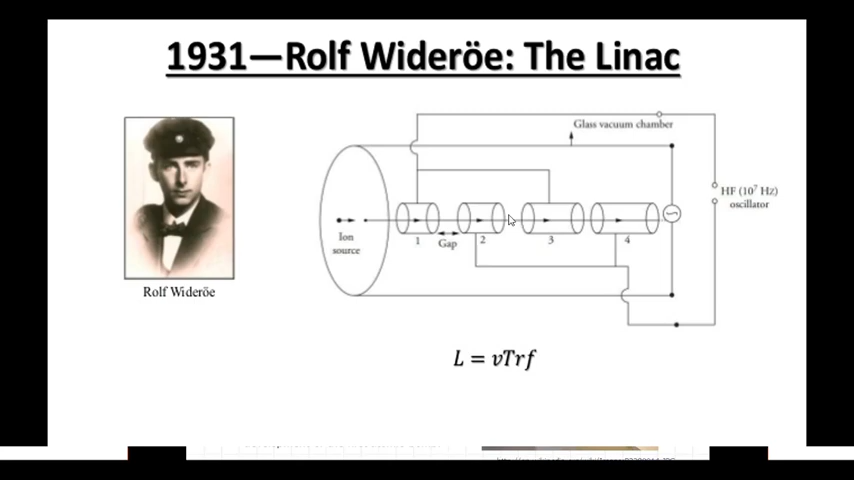 1931—Rolf Wideröe: The Linac
Glass vacuum chamber
HF (10⁷ Hz)
oscillator
Ion
source
1
Gap
2
3
4
Rolf Wideröe
L = vTrf